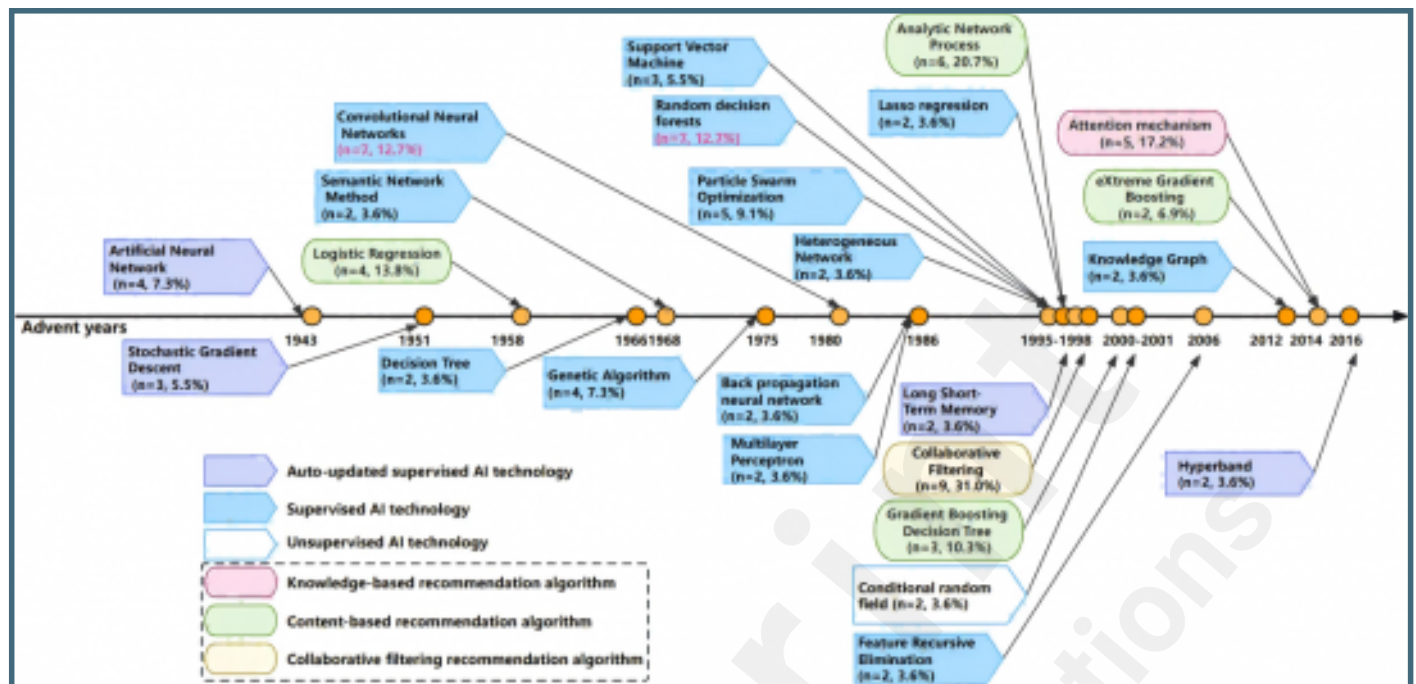 Analytic Network
Process
(n=6, 20.7%)
Support Vector
Machine
(n=3, 5.5%)
Lasso regression
(n=2, 3.6%)
Random decision
forests
(n=7, 12.7%)
Convolutional Neural
Networks
(n=7, 12.7%)
Attention mechanism
(n=5, 17.2%)
Semantic Network
Method
(n=2, 3.6%)
Particle Swarm
Optimization
(n=5, 9.1%)
eXtreme Gradient
Boosting
(n=2, 6.9%)
Artificial Neural
Network
(n=4, 7.3%)
Logistic Regression
(n=4, 13.8%)
Heterogeneous
Network
(n=2, 3.6%)
Knowledge Graph
(n=2, 3.6%)
Advent years
1943
1951
1958
1966 1968
1975
1980
1986
1995-1998
2000-2001
2006
2012
2014
2016
Stochastic Gradient
Descent
(n=3, 5.5%)
Decision Tree
(n=2, 3.6%)
Genetic Algorithm
(n=4, 7.3%)
Back propagation
neural network
(n=2, 3.6%)
Long Short-
Term Memory
(n=2, 3.6%)
Multilayer
Perceptron
(n=2, 3.6%)
Collaborative
Filtering
(n=9, 31.0%)
Hyperband
(n=2, 3.6%)
Gradient Boosting
Decision Tree
(n=3, 10.3%)
Conditional random
field (n=2, 3.6%)
Feature Recursive
Elimination
(n=2, 3.6%)
Auto-updated supervised AI technology
Supervised AI technology
Unsupervised AI technology
Knowledge-based recommendation algorithm
Content-based recommendation algorithm
Collaborative filtering recommendation algorithm